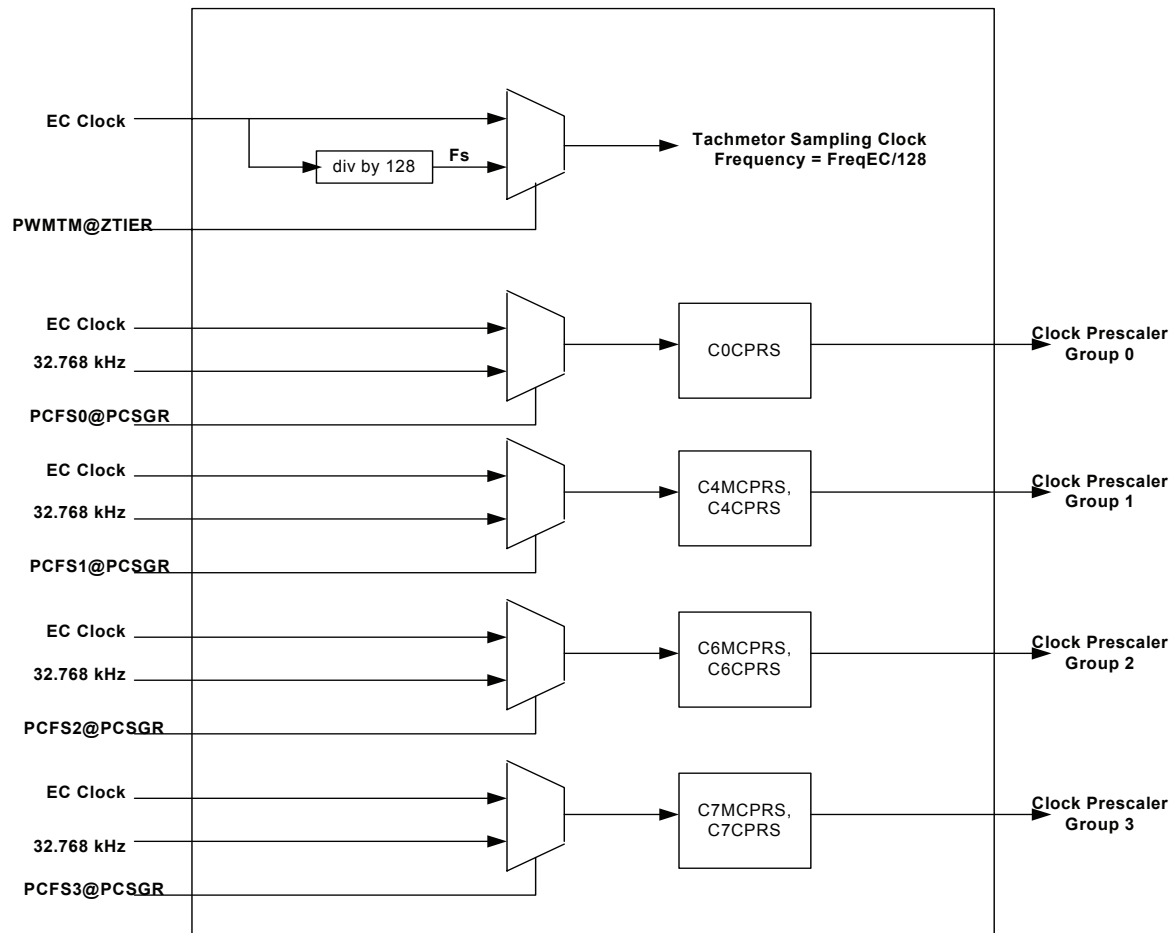 EC Clock
div by 128
Fs
Tachmetor Sampling Clock
Frequency = FreqEC/128
PWMTM@ZTIER
EC Clock
32.768 kHz
PCFS0@PCSGR
C0CPRS
Clock Prescaler
Group 0
EC Clock
32.768 kHz
PCFS1@PCSGR
C4MCPRS,
C4CPRS
Clock Prescaler
Group 1
EC Clock
32.768 kHz
PCFS2@PCSGR
C6MCPRS,
C6CPRS
Clock Prescaler
Group 2
EC Clock
32.768 kHz
PCFS3@PCSGR
C7MCPRS,
C7CPRS
Clock Prescaler
Group 3